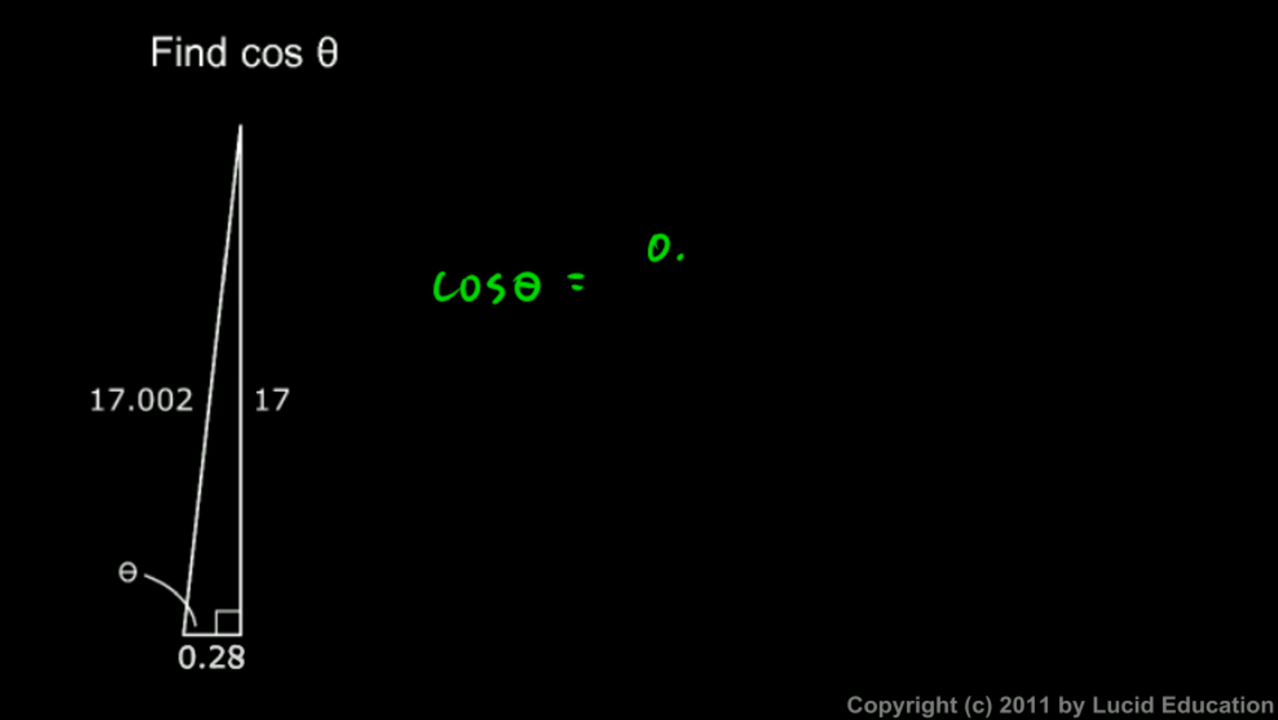 Find cos θ
0.
cosθ =
17.002
17
θ
0.28
Copyright (c) 2011 by Lucid Education